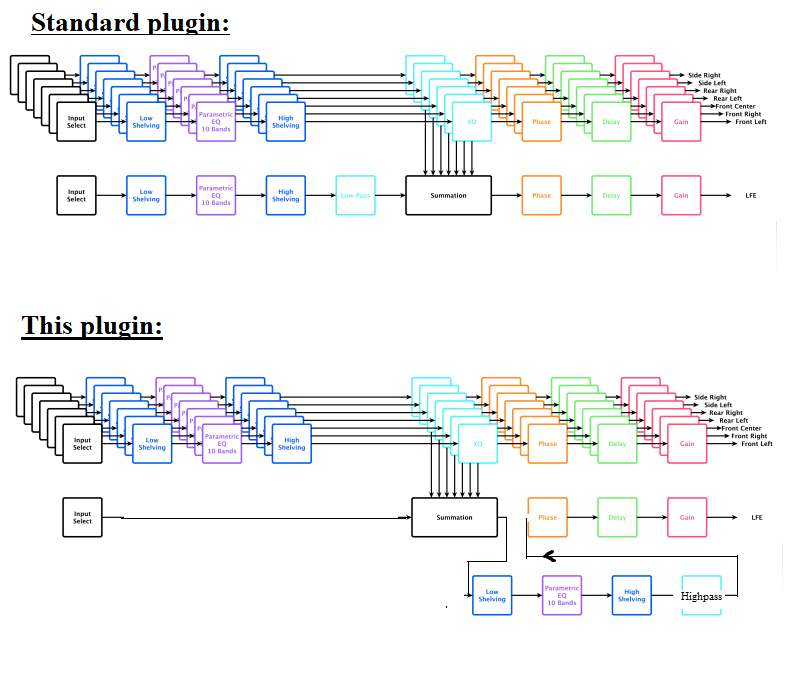 Standard plugin:
Side Right
Side Left
Rear Right
Rear Left
Front Center
Front Right
Front Left
Input
Select
Low
Shelving
P
P
P
P
Parametric
EQ
10 Bands
High
Shelving
XO
Phase
Delay
Gain
Input
Select
Low
Shelving
Parametric
EQ
10 Bands
High
Shelving
Low-Pass
Summation
Phase
Delay
Gain
LFE
This plugin:
Side Right
Side Left
Rear Right
Rear Left
Front Center
Front Right
Front Left
Input
Select
Low
Shelving
P
P
P
P
Parametric
EQ
10 Bands
High
Shelving
XO
Phase
Delay
Gain
Input
Select
Summation
Phase
Delay
Gain
LFE
Low
Shelving
Parametric
EQ
10 Bands
High
Shelving
Highpass